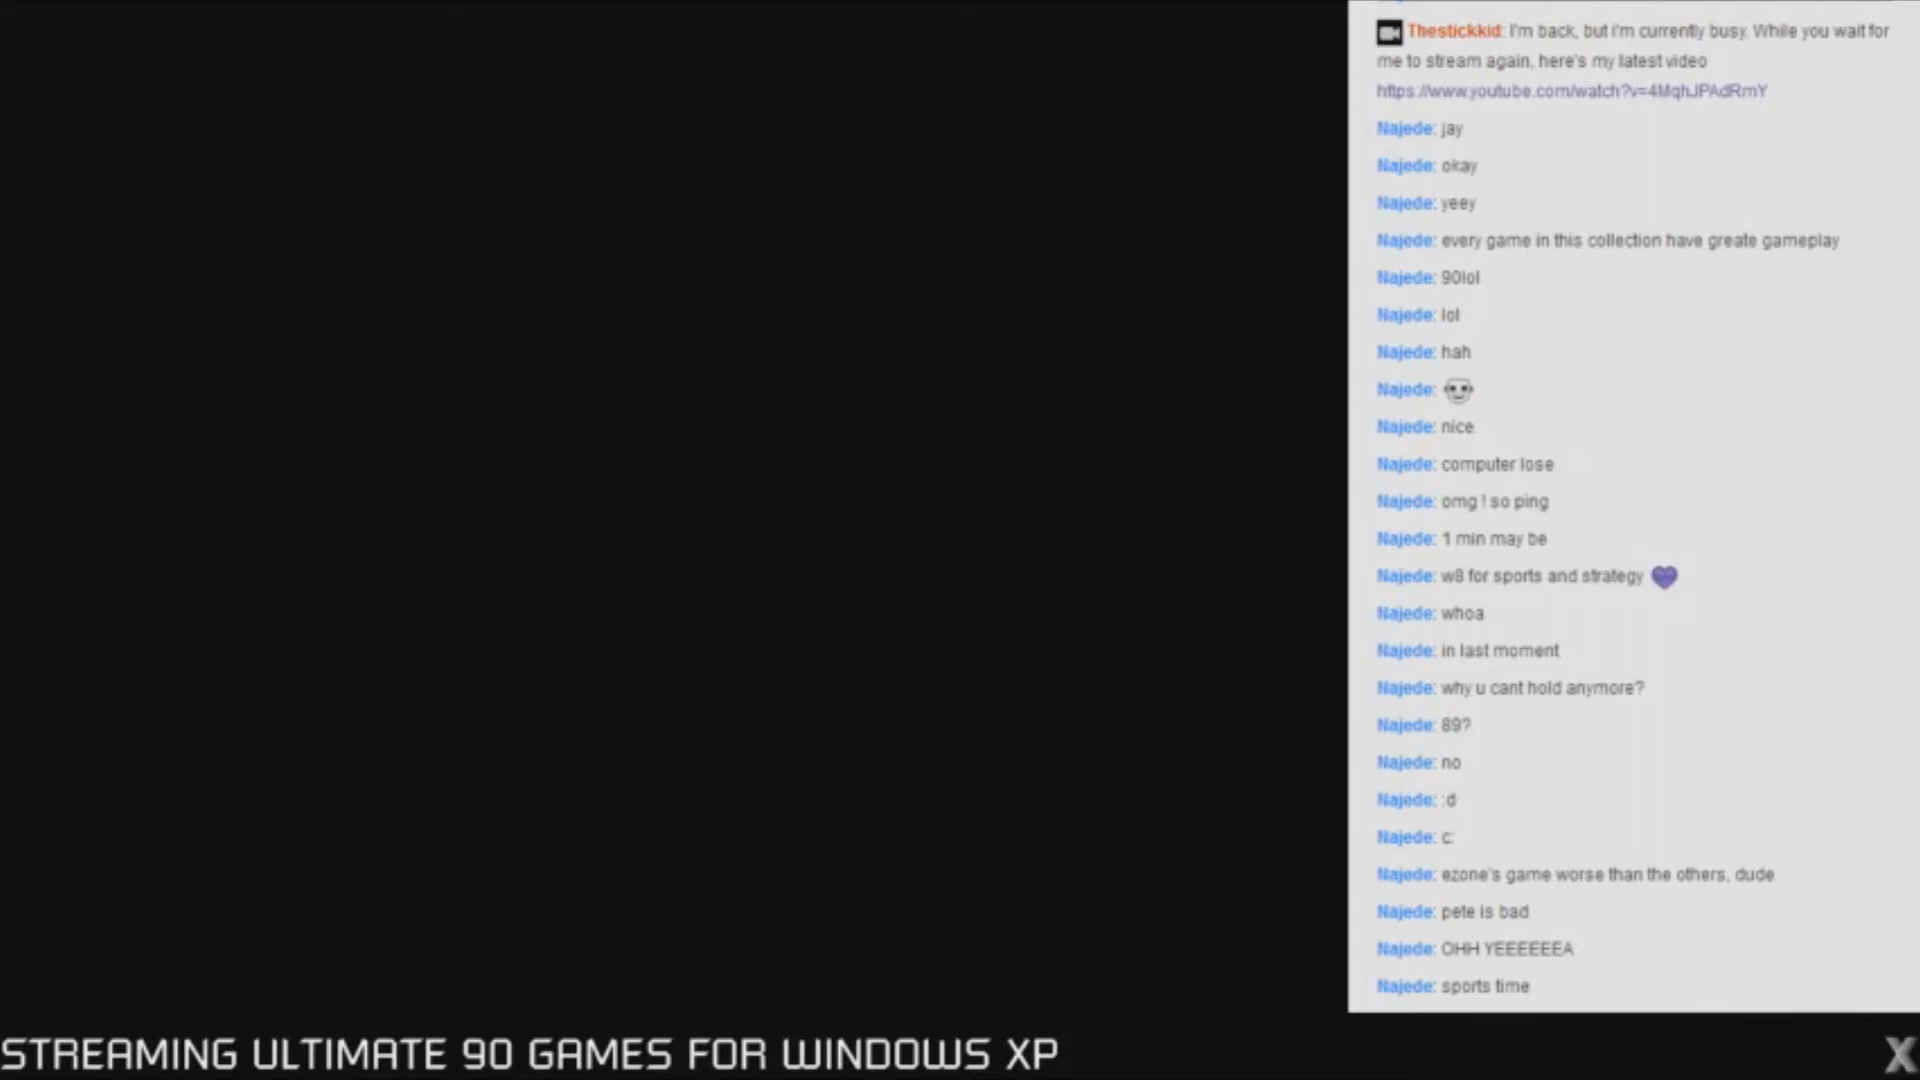 Thestickkid: I'm back, but i'm currently busy. While you wait for
me to stream again, here's my latest video
https://www.youtube.com/watch?v=4MqhJPAdRmY
Najede: jay
Najede: okay
Najede: yeey
Najede: every game in this collection have greate gameplay
Najede: 90lol
Najede: lol
Najede: hah
Najede:
Najede: nice
Najede: computer lose
Najede: omg ! so ping
Najede: 1 min may be
Najede: w8 for sports and strategy
Najede: whoa
Najede: in last moment
Najede: why u cant hold anymore?
Najede: 89?
Najede: no
Najede: :d
Najede: c:
Najede: ezone's game worse than the others, dude
Najede: pete is bad
Najede: OHH YEEEEEEA
Najede: sports time
STREAMING ULTIMATE 90 GAMES FOR WINDOWS XP
X